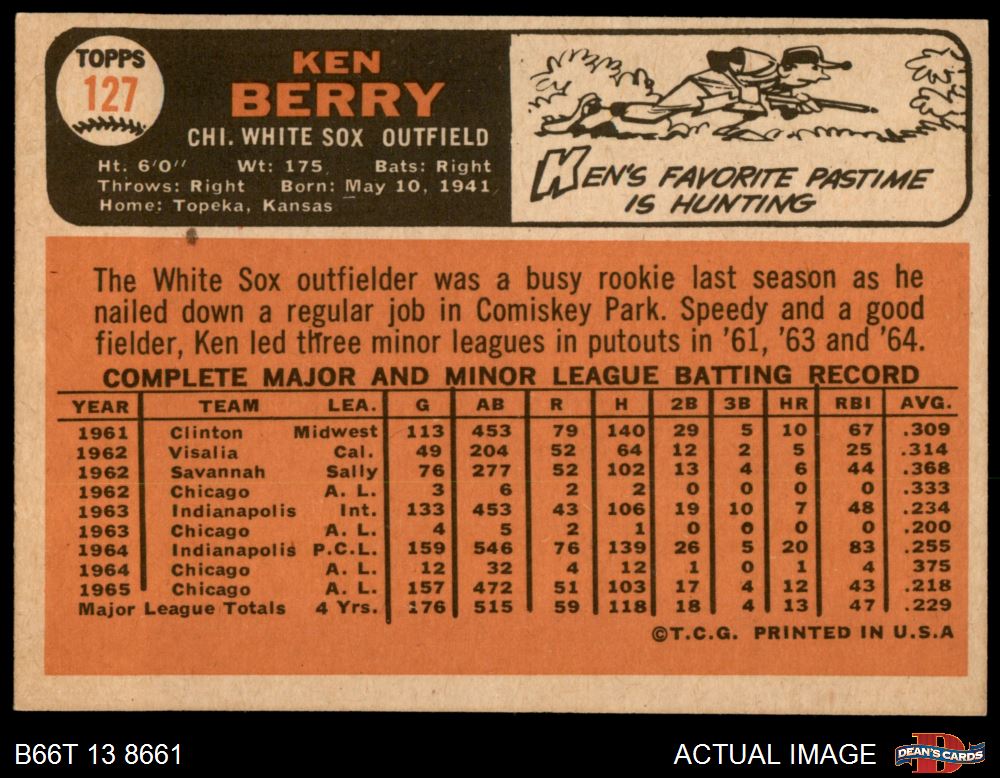 TOPPS
127
KEN
BERRY
CHI. WHITE SOX OUTFIELD
Ht: 6'0" Wt: 175 Bats: Right
Throws: Right Born: May 10, 1941
Home: Topeka, Kansas
KEN'S FAVORITE PASTIME
IS HUNTING
The White Sox outfielder was a busy rookie last season as he
nailed down a regular job in Comiskey Park. Speedy and a good
fielder, Ken led three minor leagues in putouts in '61, '63 and '64.
COMPLETE MAJOR AND MINOR LEAGUE BATTING RECORD
YEAR TEAM LEA. G AB R H 2B 3B HR RBI AVG.
1961 Clinton Midwest 113 453 79 140 29 5 10 67 .309
1962 Visalia Cal. 49 204 52 64 12 2 5 25 .314
1962 Savannah Sally 76 277 52 102 13 4 6 44 .368
1962 Chicago A. L. 3 6 2 2 0 0 0 0 .333
1963 Indianapolis Int. 133 453 43 106 19 10 7 48 .234
1963 Chicago A. L. 4 5 2 1 0 0 0 0 .200
1964 Indianapolis P.C.L. 159 546 76 139 26 5 20 83 .255
1964 Chicago A. L. 12 32 4 12 1 0 1 4 375
1965 Chicago A. L. 157 472 51 103 17 4 12 43 .218
Major League Totals 4 Yrs. 176 515 59 118 18 4 13 47 .229
©T.C.G. PRINTED IN U.S.A
B66T 13 8661
ACTUAL IMAGE
DEAN'S CARDS